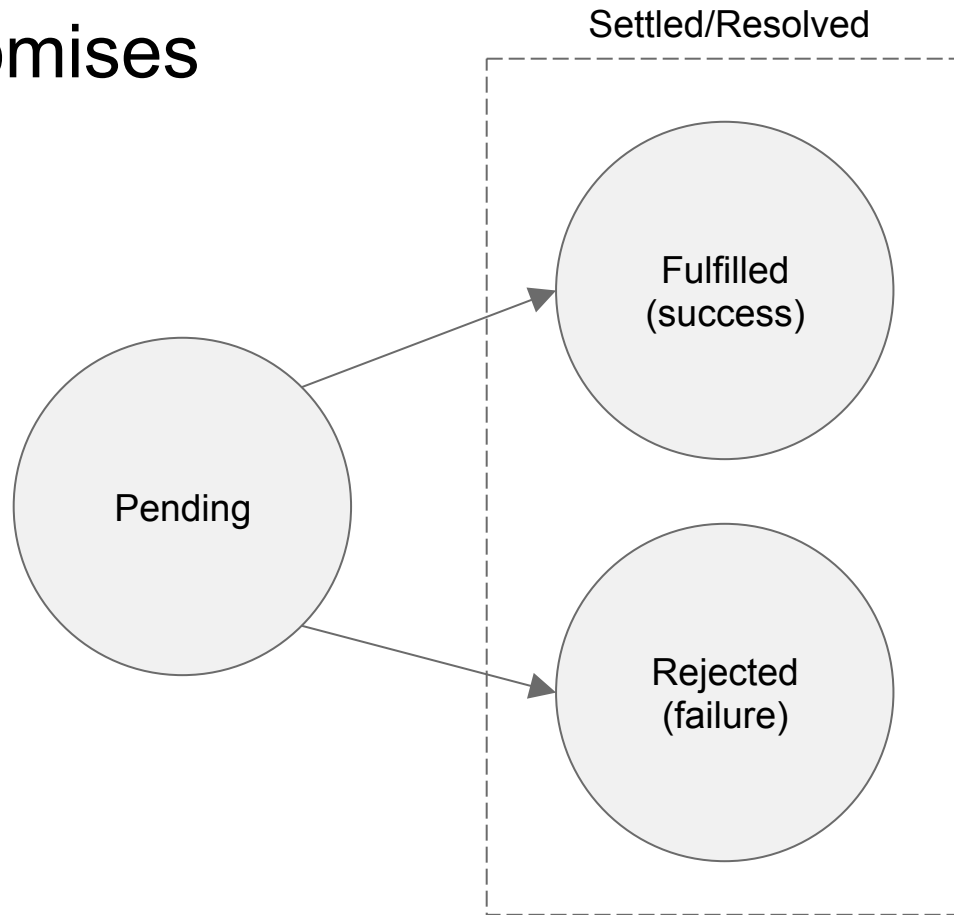 omises
Settled/Resolved
Fulfilled
(success)
Pending
Rejected
(failure)